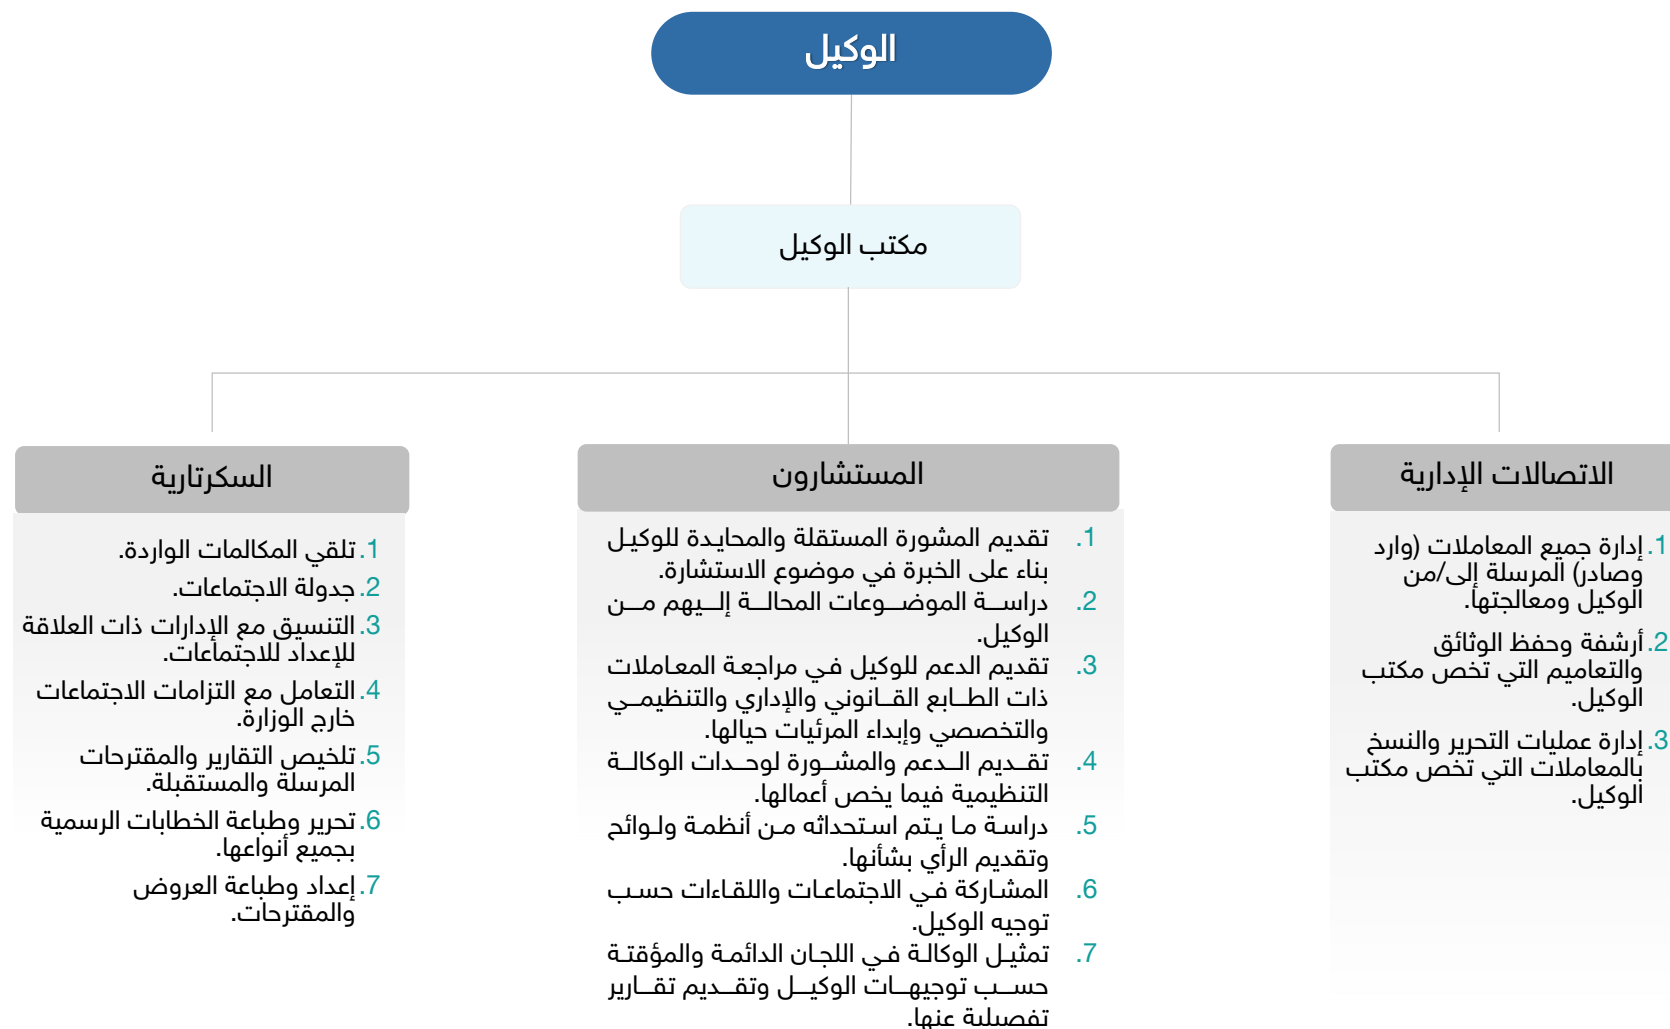 الوكيل
مكتب الوكيل
الاتصالات الإدارية
1. إدارة جميع المعاملات (وارد
وصادر) المرسلة إلى/من
الوكيل ومعالجتها.
2. أرشفة وحفظ الوثائق
والتعاميم التي تخص مكتب
الوكيل.
3. إدارة عمليات التحرير والنسخ
بالمعاملات التي تخص مكتب
الوكيل.
المستشارون
1. تقديم المشورة المستقلة والمحايدة للوكيل
بناء على الخبرة في موضوع الاستشارة.
2. دراسة الموضوعات المحالة إليهم من
الوكيل.
3. تقديم الدعم للوكيل في مراجعة المعاملات
ذات الطابع القانوني والإداري والتنظيمي
والتخصصي وإبداء المرئيات حيالها.
4. تقديم الدعم والمشورة لوحدات الوكالة
التنظيمية فيما يخص أعمالها.
5. دراسة ما يتم استحداثه من أنظمة ولوائح
وتقديم الرأي بشأنها.
6. المشاركة في الاجتماعات واللقاءات حسب
توجيه الوكيل.
7. تمثيل الوكالة في اللجان الدائمة والمؤقتة
حسب توجيهات الوكيل وتقديم تقارير
تفصيلية عنها.
السكرتارية
1. تلقي المكالمات الواردة.
2. جدولة الاجتماعات.
3. التنسيق مع الإدارات ذات العلاقة
للإعداد للاجتماعات.
4. التعامل مع التزامات الاجتماعات
خارج الوزارة.
5. تلخيص التقارير والمقترحات
المرسلة والمستقبلة.
6. تحرير وطباعة الخطابات الرسمية
بجميع أنواعها.
7. إعداد وطباعة العروض
والمقترحات.